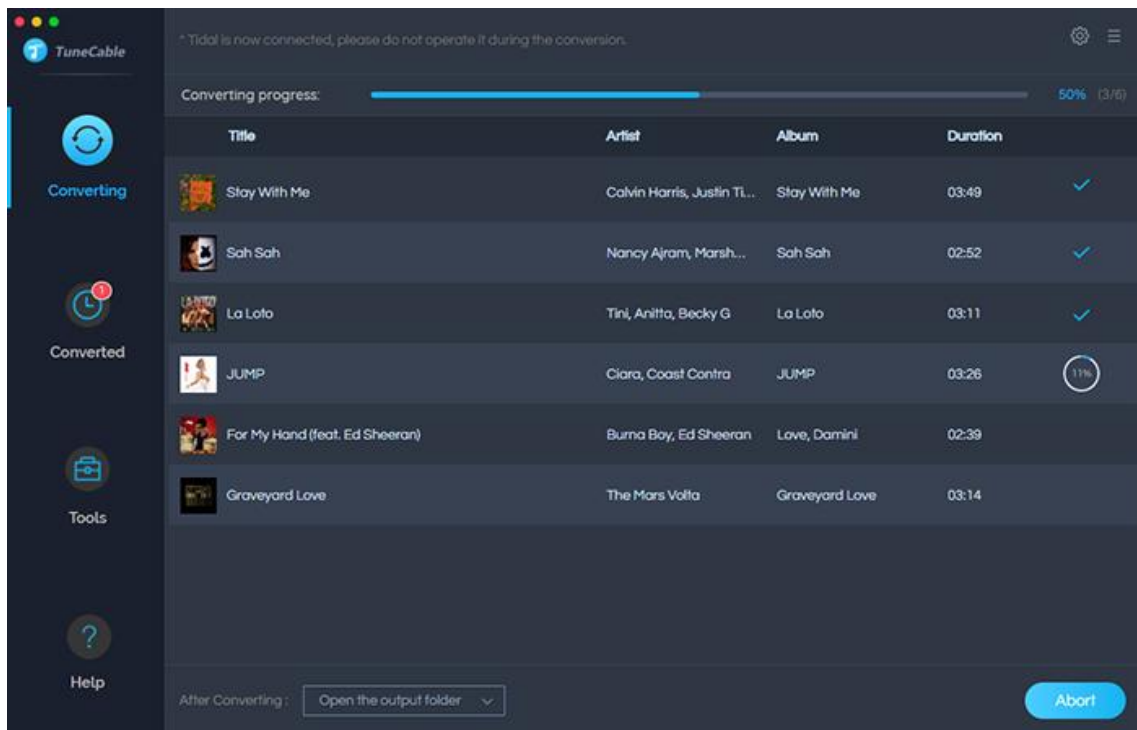 TuneCable
* Tidal is now connected, please do not operate it during the conversion.
Converting progress: 50% (3/6)
Title Artist Album Duration
Converting
Stay With Me Calvin Harris, Justin Ti... Stay With Me 03:49
Sah Sah Nancy Ajram, Marsh... Sah Sah 02:52
1
La Loto Tini, Anitta, Becky G La Loto 03:11
Converted
JUMP Ciara, Coast Contra JUMP 03:26 11%
For My Hand (feat. Ed Sheeran) Burna Boy, Ed Sheeran Love, Damini 02:39
Graveyard Love The Mars Volta Graveyard Love 03:14
Tools
?
Help
After Converting : Open the output folder Abort